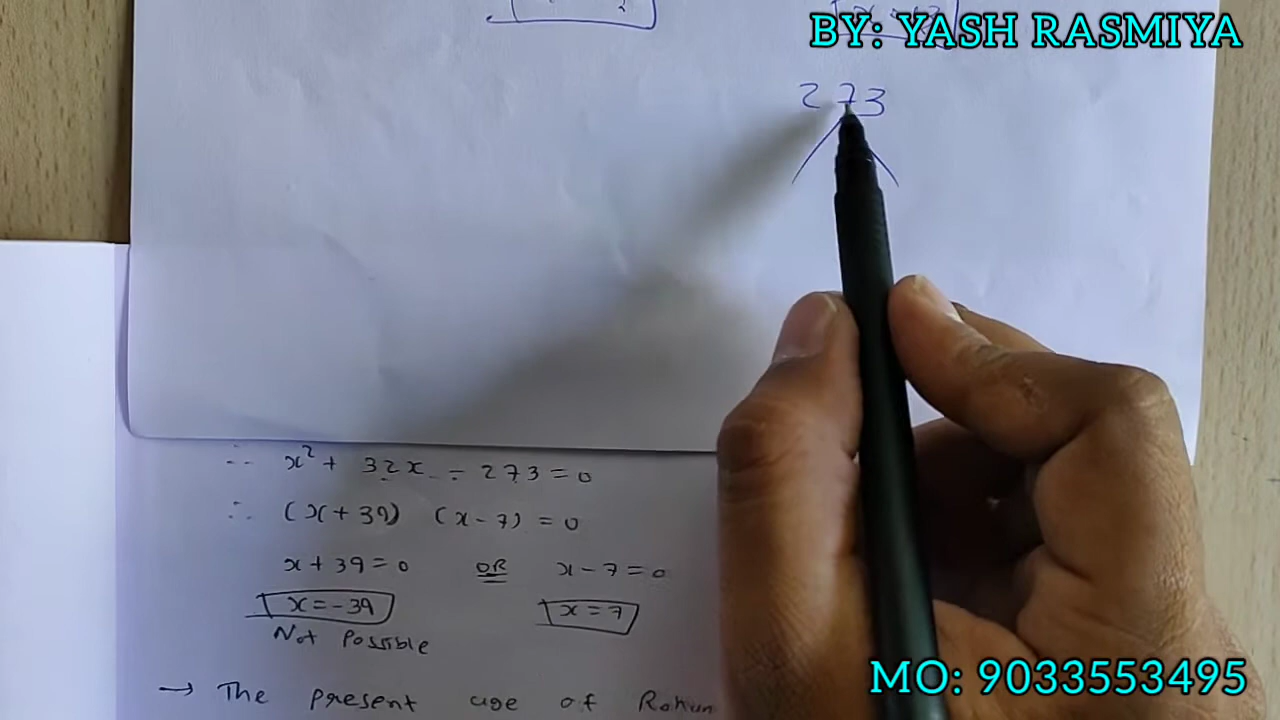 BY: YASH RASMIYA
273
∴ x² + 32x - 273 = 0
∴ (x + 39) (x - 7) = 0
x + 39 = 0 OR x - 7 = 0
x = -39 x = 7
Not Possible
→ The present age of Rohan
MO: 9033553495